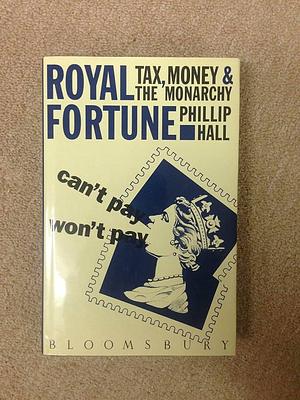 ROYAL TAX, MONEY &
THE MONARCHY
FORTUNE. PHILLIP
HALL
can't pay
won't pay
BLOOMSBURY